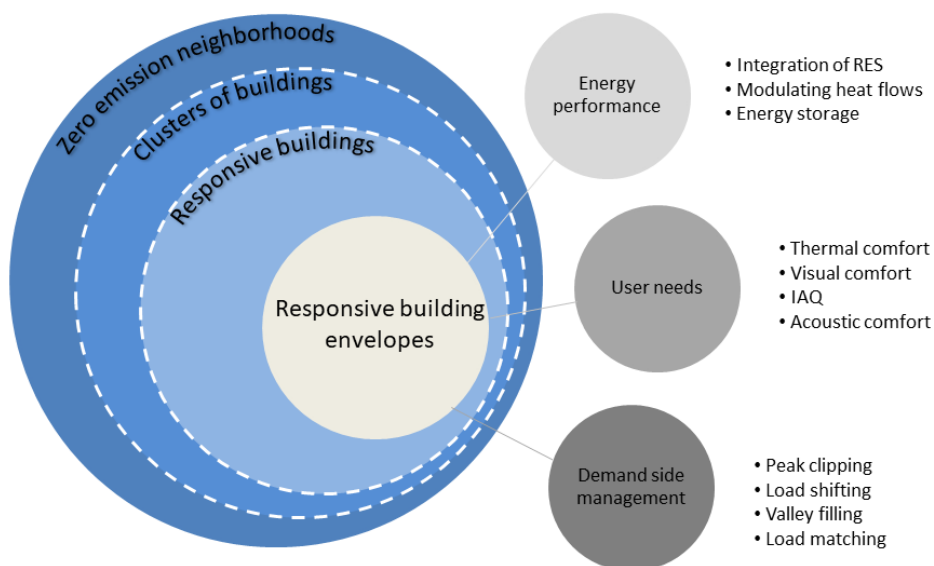 Zero emission neighborhoods
Clusters of buildings
Responsive buildings
Responsive building
envelopes
Energy
performance
• Integration of RES
• Modulating heat flows
• Energy storage
User needs
• Thermal comfort
• Visual comfort
• IAQ
• Acoustic comfort
Demand side
management
• Peak clipping
• Load shifting
• Valley filling
• Load matching